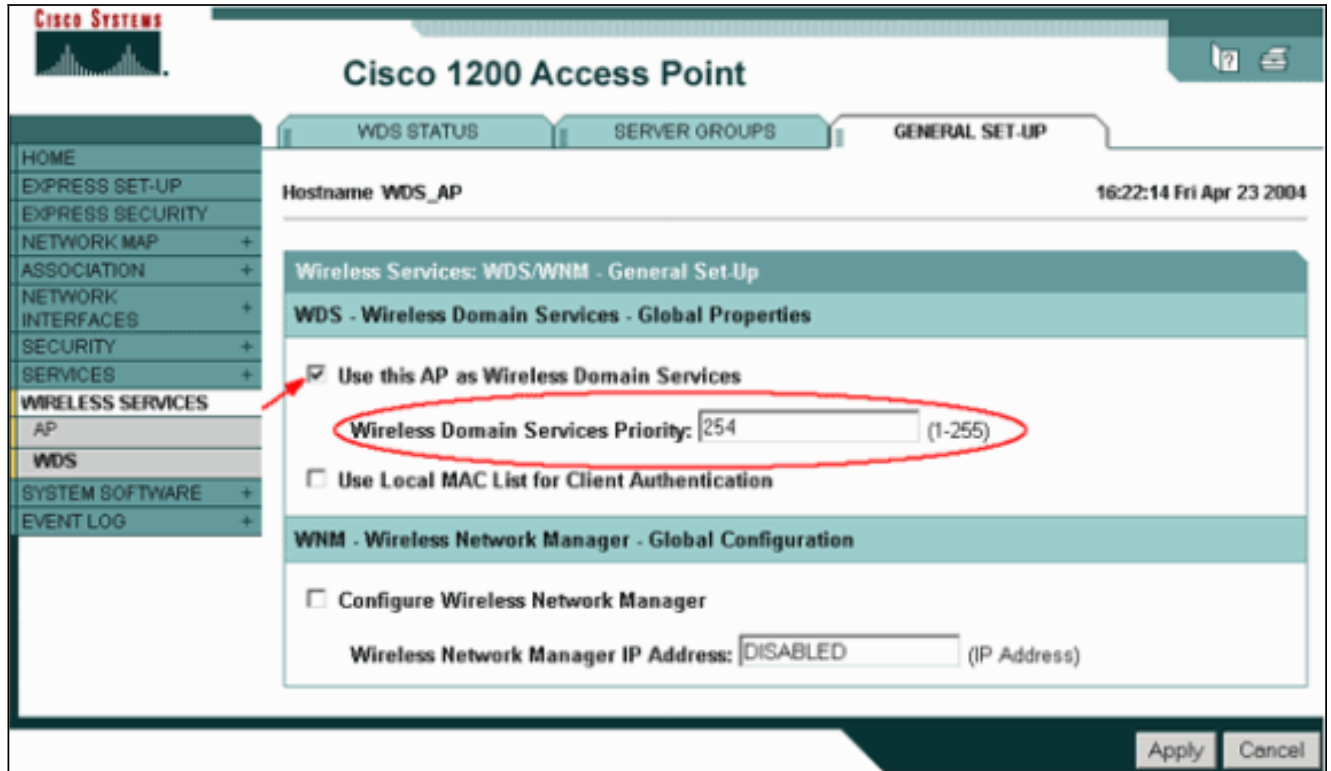 CISCO SYSTEMS
Cisco 1200 Access Point
?
WDS STATUS
SERVER GROUPS
GENERAL SET-UP
HOME
EXPRESS SET-UP
EXPRESS SECURITY
NETWORK MAP +
ASSOCIATION +
NETWORK
INTERFACES +
SECURITY +
SERVICES +
WIRELESS SERVICES
AP
WDS
SYSTEM SOFTWARE +
EVENT LOG +
Hostname WDS_AP
16:22:14 Fri Apr 23 2004
Wireless Services: WDS/WNM - General Set-Up
WDS - Wireless Domain Services - Global Properties
Use this AP as Wireless Domain Services
Wireless Domain Services Priority: 254 (1-255)
Use Local MAC List for Client Authentication
WNM - Wireless Network Manager - Global Configuration
Configure Wireless Network Manager
Wireless Network Manager IP Address: DISABLED (IP Address)
Apply
Cancel